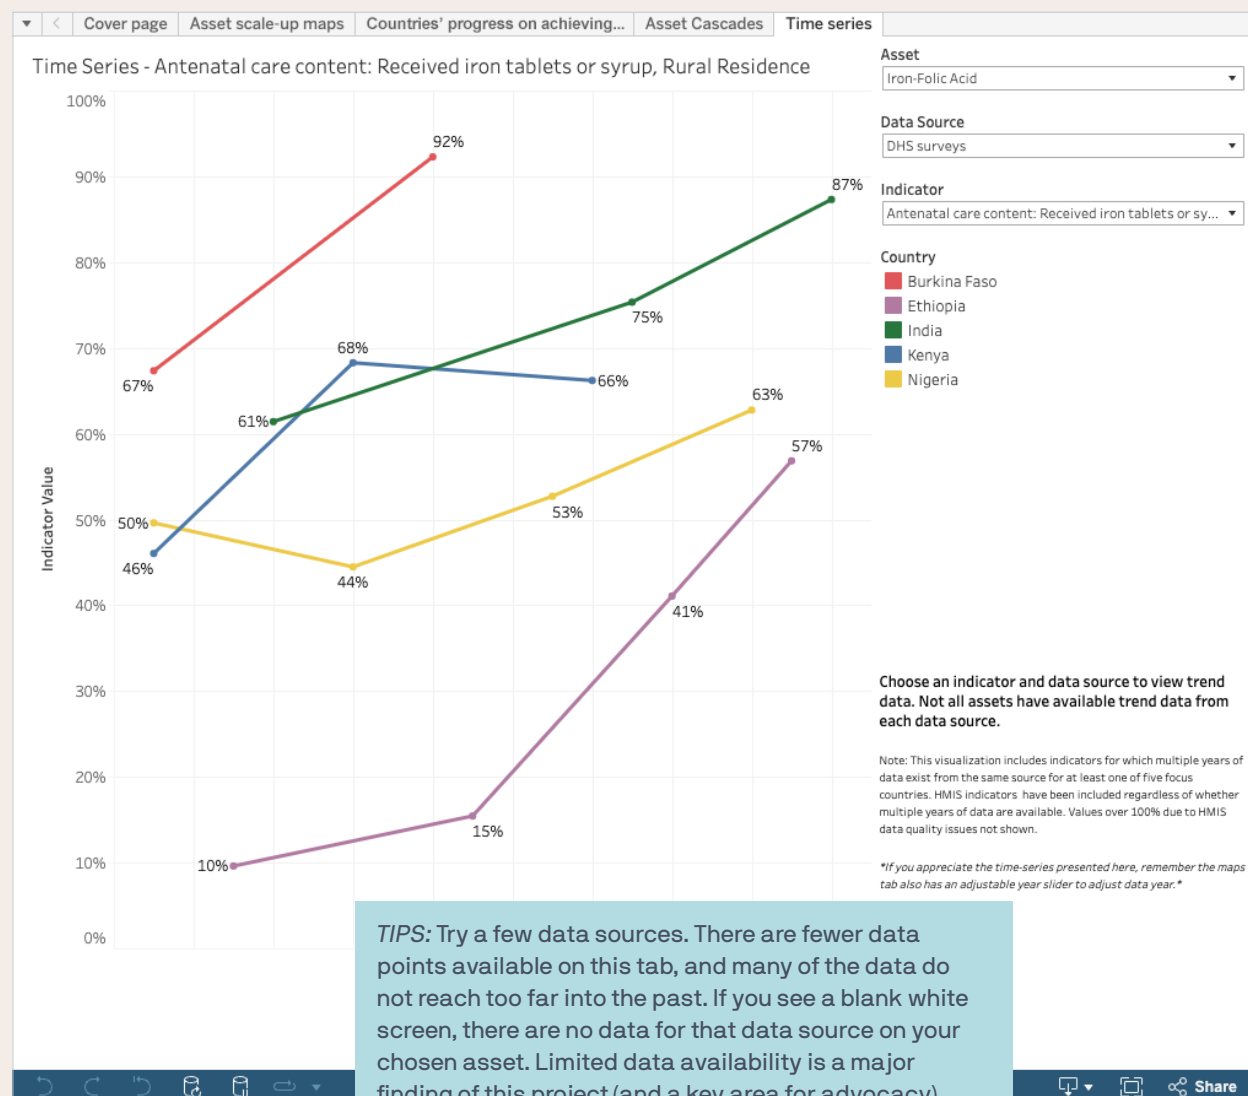 Cover page
Asset scale-up maps
Countries' progress on achieving...
Asset Cascades
Time series
Time Series - Antenatal care content: Received iron tablets or syrup, Rural Residence
100%
90%
80%
70%
60%
50%
40%
30%
20%
10%
0%
Indicator Value
92%
67%
87%
75%
61%
68%
66%
46%
50%
44%
53%
63%
57%
41%
15%
10%
Asset
Iron-Folic Acid
Data Source
DHS surveys
Indicator
Antenatal care content: Received iron tablets or sy...
Country
Burkina Faso
Ethiopia
India
Kenya
Nigeria
Choose an indicator and data source to view trend
data. Not all assets have available trend data from
each data source.
Note: This visualization includes indicators for which multiple years of
data exist from the same source for at least one of five focus
countries. HMIS indicators have been included regardless of whether
multiple years of data are available. Values over 100% due to HMIS
data quality issues not shown.
*If you appreciate the time-series presented here, remember the maps
tab also has an adjustable year slider to adjust data year.*
TIPS: Try a few data sources. There are fewer data
points available on this tab, and many of the data do
not reach too far into the past. If you see a blank white
screen, there are no data for that data source on your
chosen asset. Limited data availability is a major
finding of this project (and a key area for advocacy)
Share